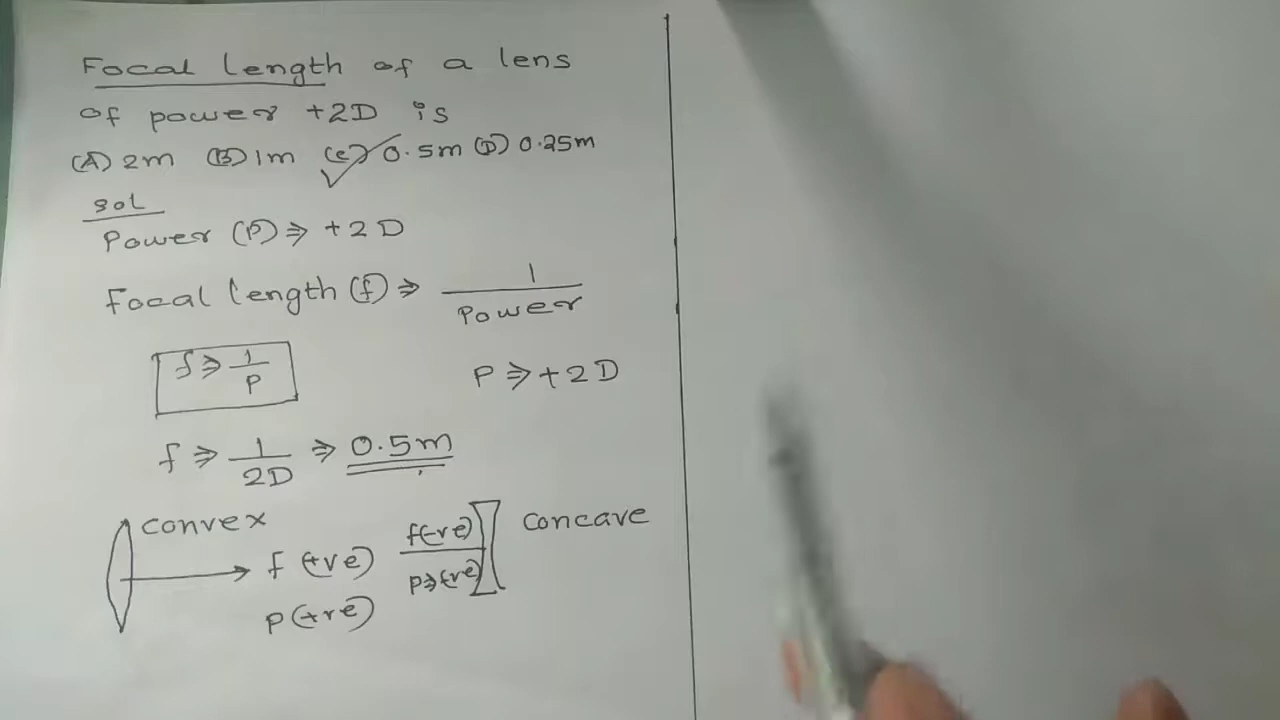 Focal length of a lens
of power +2D is
(A) 2m (B) 1m (c) 0.5m (D) 0.25m
sol
Power (P) ⇒ +2D
Focal length (f) ⇒ 1/Power
f ⇒ 1/P
P ⇒ +2D
f ⇒ 1/2D ⇒ 0.5m
convex
f (+ve)
p (+ve)
f(-ve)
p⇒(-ve)
concave